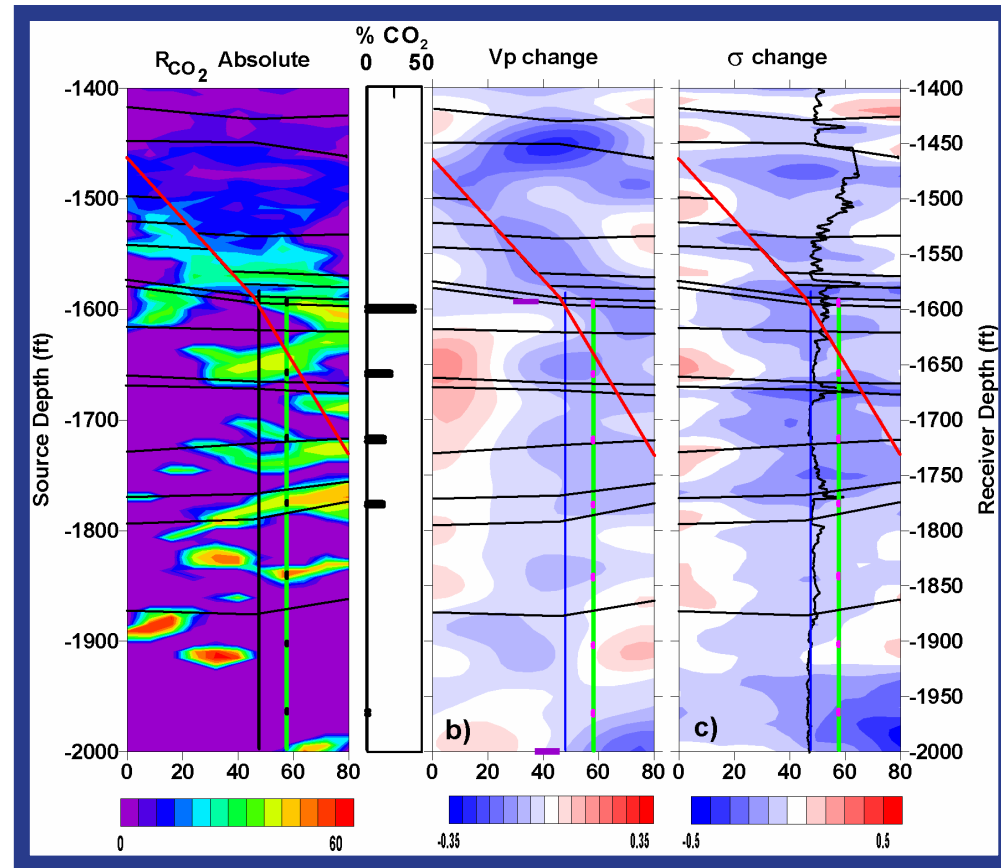 % CO2
R_CO2 Absolute
0 50
Vp change
σ change
Source Depth (ft)
-1400
-1500
-1600
-1700
-1800
-1900
-2000
-1400
-1450
-1500
-1550
-1600
-1650
-1700
-1750
-1800
-1850
-1900
-1950
-2000
Receiver Depth (ft)
b)
c)
0 20 40 60 80
0 20 40 60 80
0 20 40 60 80
0 60
-0.35 0.35
-0.5 0.5